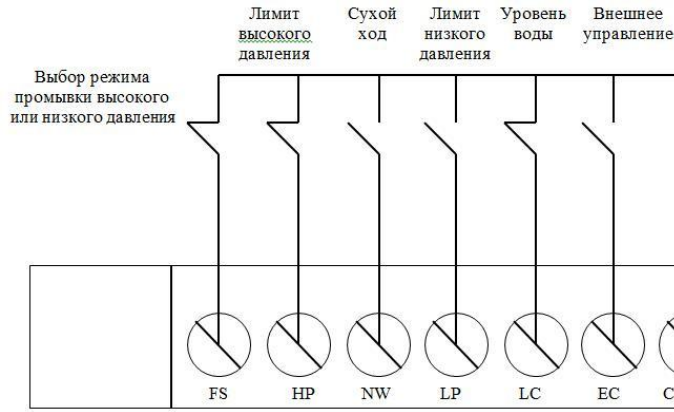 Лимит
высокого
давления
Сухой
ход
Лимит
низкого
давления
Уровень
воды
Внешнее
управление
Выбор режима
промывки высокого
или низкого давления
FS
HP
NW
LP
LC
EC
C